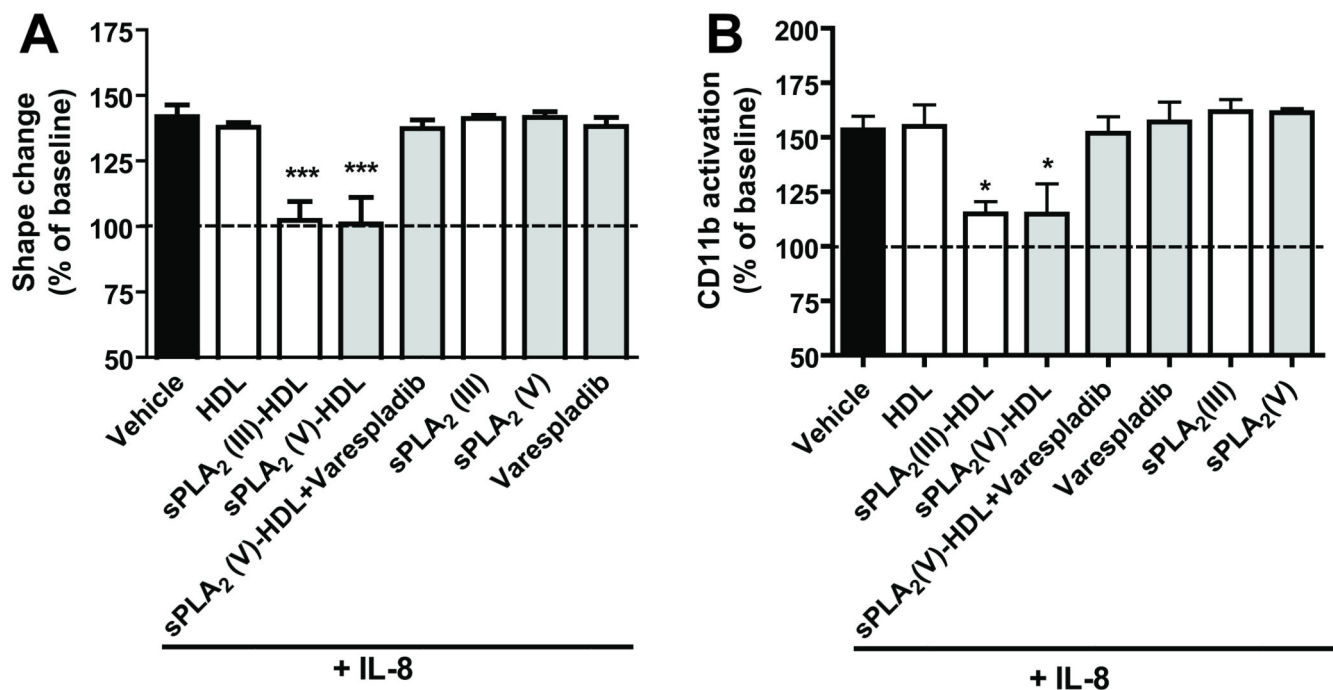 A
Shape change
(% of baseline)
175
150
125
100
75
50
*** ***
Vehicle
HDL
sPLA₂ (III)-HDL
sPLA₂ (V)-HDL
sPLA₂ (V)-HDL+Varespladib
sPLA₂ (III)
sPLA₂ (V)
Varespladib
+ IL-8
B
CD11b activation
(% of baseline)
200
175
150
125
100
75
50
* *
Vehicle
HDL
sPLA₂(III)-HDL
sPLA₂(V)-HDL
sPLA₂(V)-HDL+Varespladib
Varespladib
sPLA₂(III)
sPLA₂(V)
+ IL-8